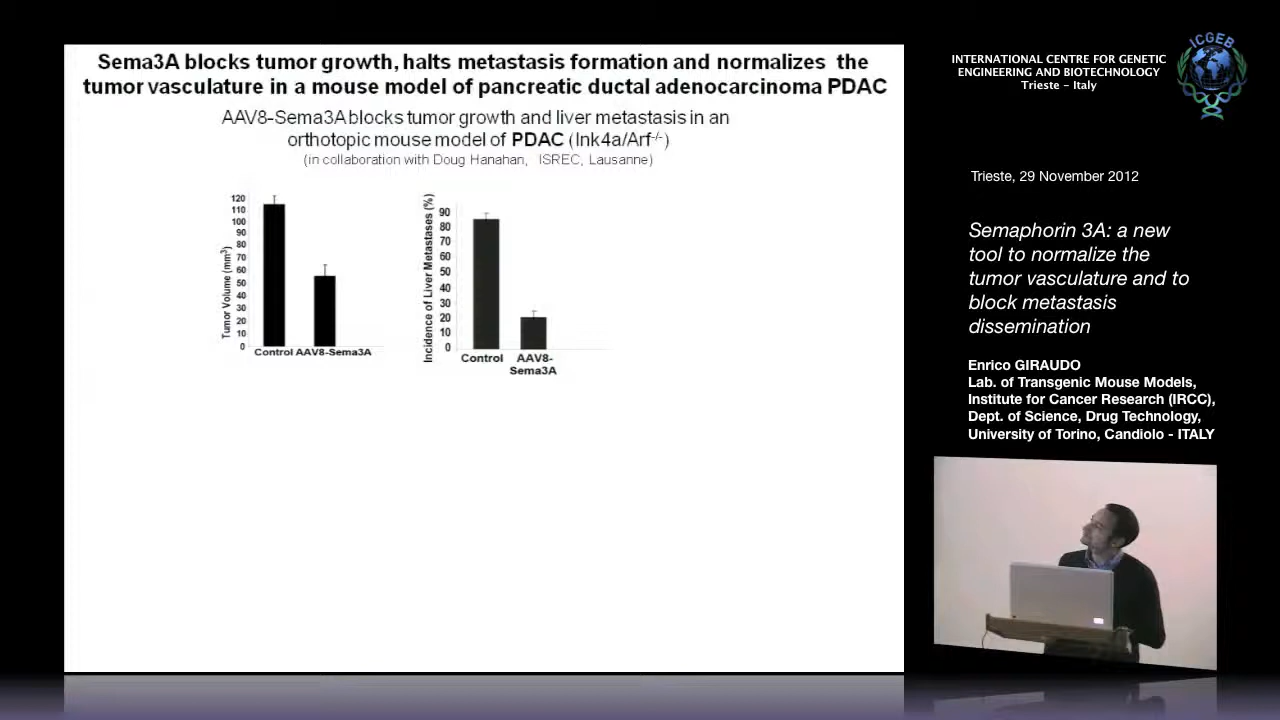 Sema3A blocks tumor growth, halts metastasis formation and normalizes the
tumor vasculature in a mouse model of pancreatic ductal adenocarcinoma PDAC
AAV8-Sema3A blocks tumor growth and liver metastasis in an
orthotopic mouse model of PDAC (Ink4a/Arf-/-)
(in collaboration with Doug Hanahan, ISREC, Lausanne)
Tumor Volume (mm³)
120
110
100
90
80
70
60
50
40
30
20
10
0
Control AAV8-Sema3A
Incidence of Liver Metastases (%)
90
80
70
60
50
40
30
20
10
0
Control
AAV8-
Sema3A
INTERNATIONAL CENTRE FOR GENETIC
ENGINEERING AND BIOTECHNOLOGY
Trieste - Italy
ICGEB
Trieste, 29 November 2012
Semaphorin 3A: a new
tool to normalize the
tumor vasculature and to
block metastasis
dissemination
Enrico GIRAUDO
Lab. of Transgenic Mouse Models,
Institute for Cancer Research (IRCC),
Dept. of Science, Drug Technology,
University of Torino, Candiolo - ITALY